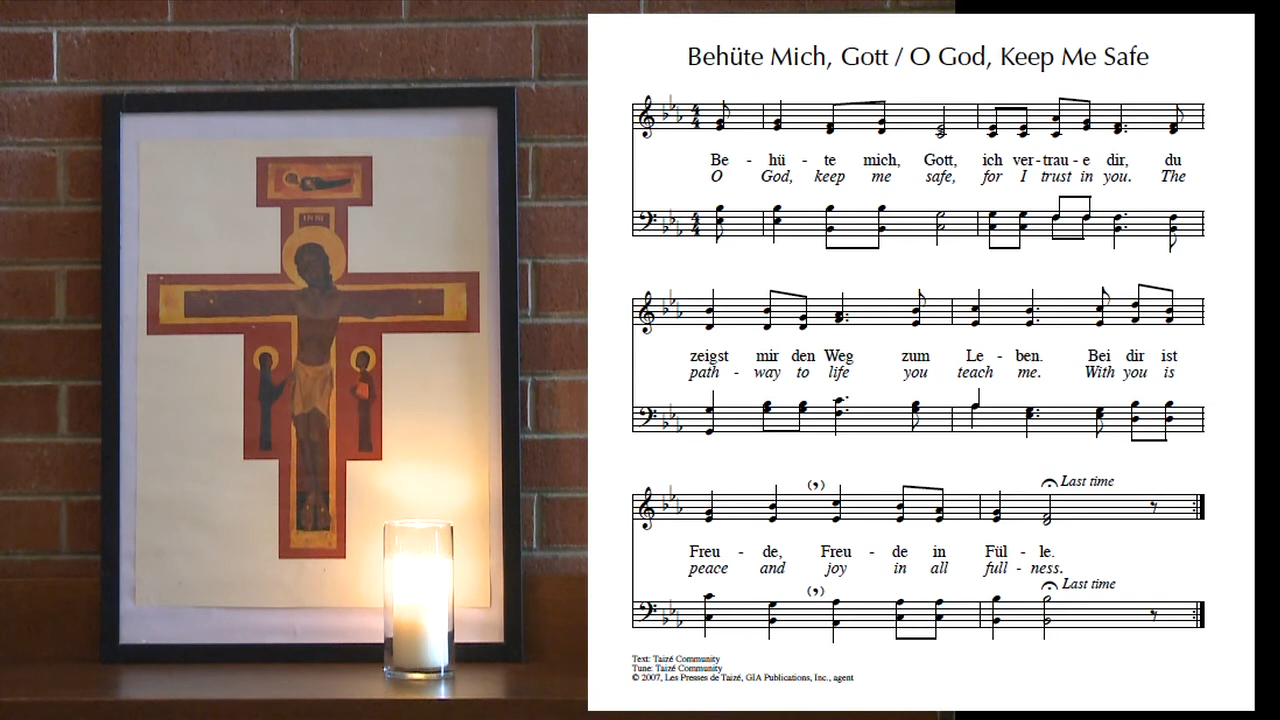 Behüte Mich, Gott / O God, Keep Me Safe
Be - hü - te mich, Gott, ich ver - trau - e dir, du
O God, keep me safe, for I trust in you. The
zeigst mir den Weg zum Le - ben. Bei dir ist
path - way to life you teach me. With you is
Last time
Freu - de, Freu - de in Fül - le.
peace and joy in all full - ness.
Last time
Text: Taizé Community
Tune: Taizé Community
© 2007, Les Presses de Taizé, GIA Publications, Inc., agent